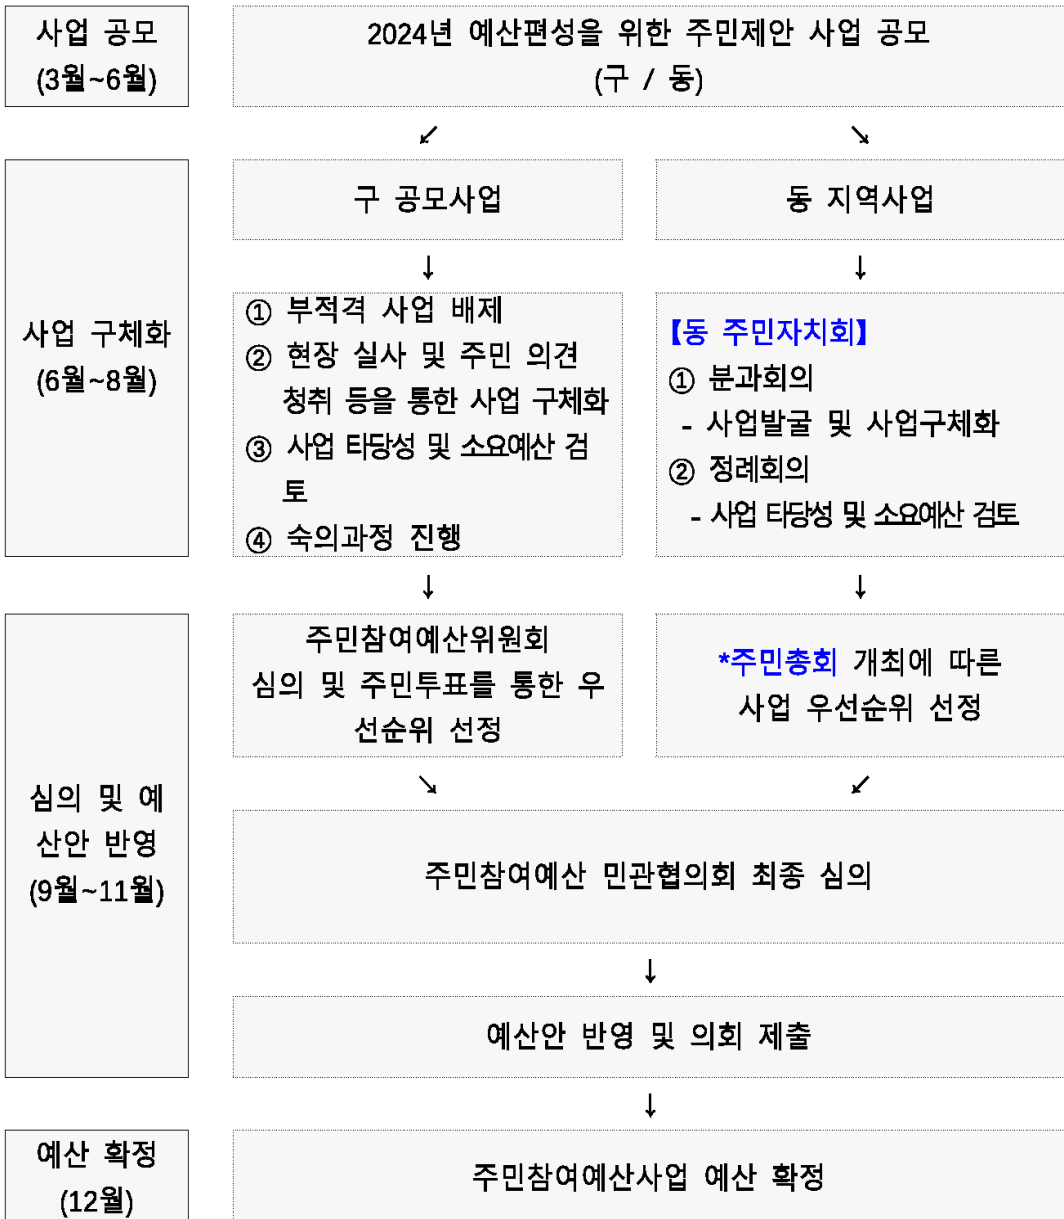 사업 공모
(3월~6월)
2024년 예산편성을 위한 주민제안 사업 공모
(구 / 동)
↙ ↘
사업 구체화
(6월~8월)
구 공모사업
↓
① 부적격 사업 배제
② 현장 실사 및 주민 의견
청취 등을 통한 사업 구체화
③ 사업 타당성 및 소요예산 검
토
④ 숙의과정 진행
↓
동 지역사업
↓
【동 주민자치회】
① 분과회의
- 사업발굴 및 사업구체화
② 정례회의
- 사업 타당성 및 소요예산 검토
↓
심의 및 예
산안 반영
(9월~11월)
주민참여예산위원회
심의 및 주민투표를 통한 우
선순위 선정
*주민총회 개최에 따른
사업 우선순위 선정
↘ ↙
주민참여예산 민관협의회 최종 심의
↓
예산안 반영 및 의회 제출
↓
예산 확정
(12월)
주민참여예산사업 예산 확정